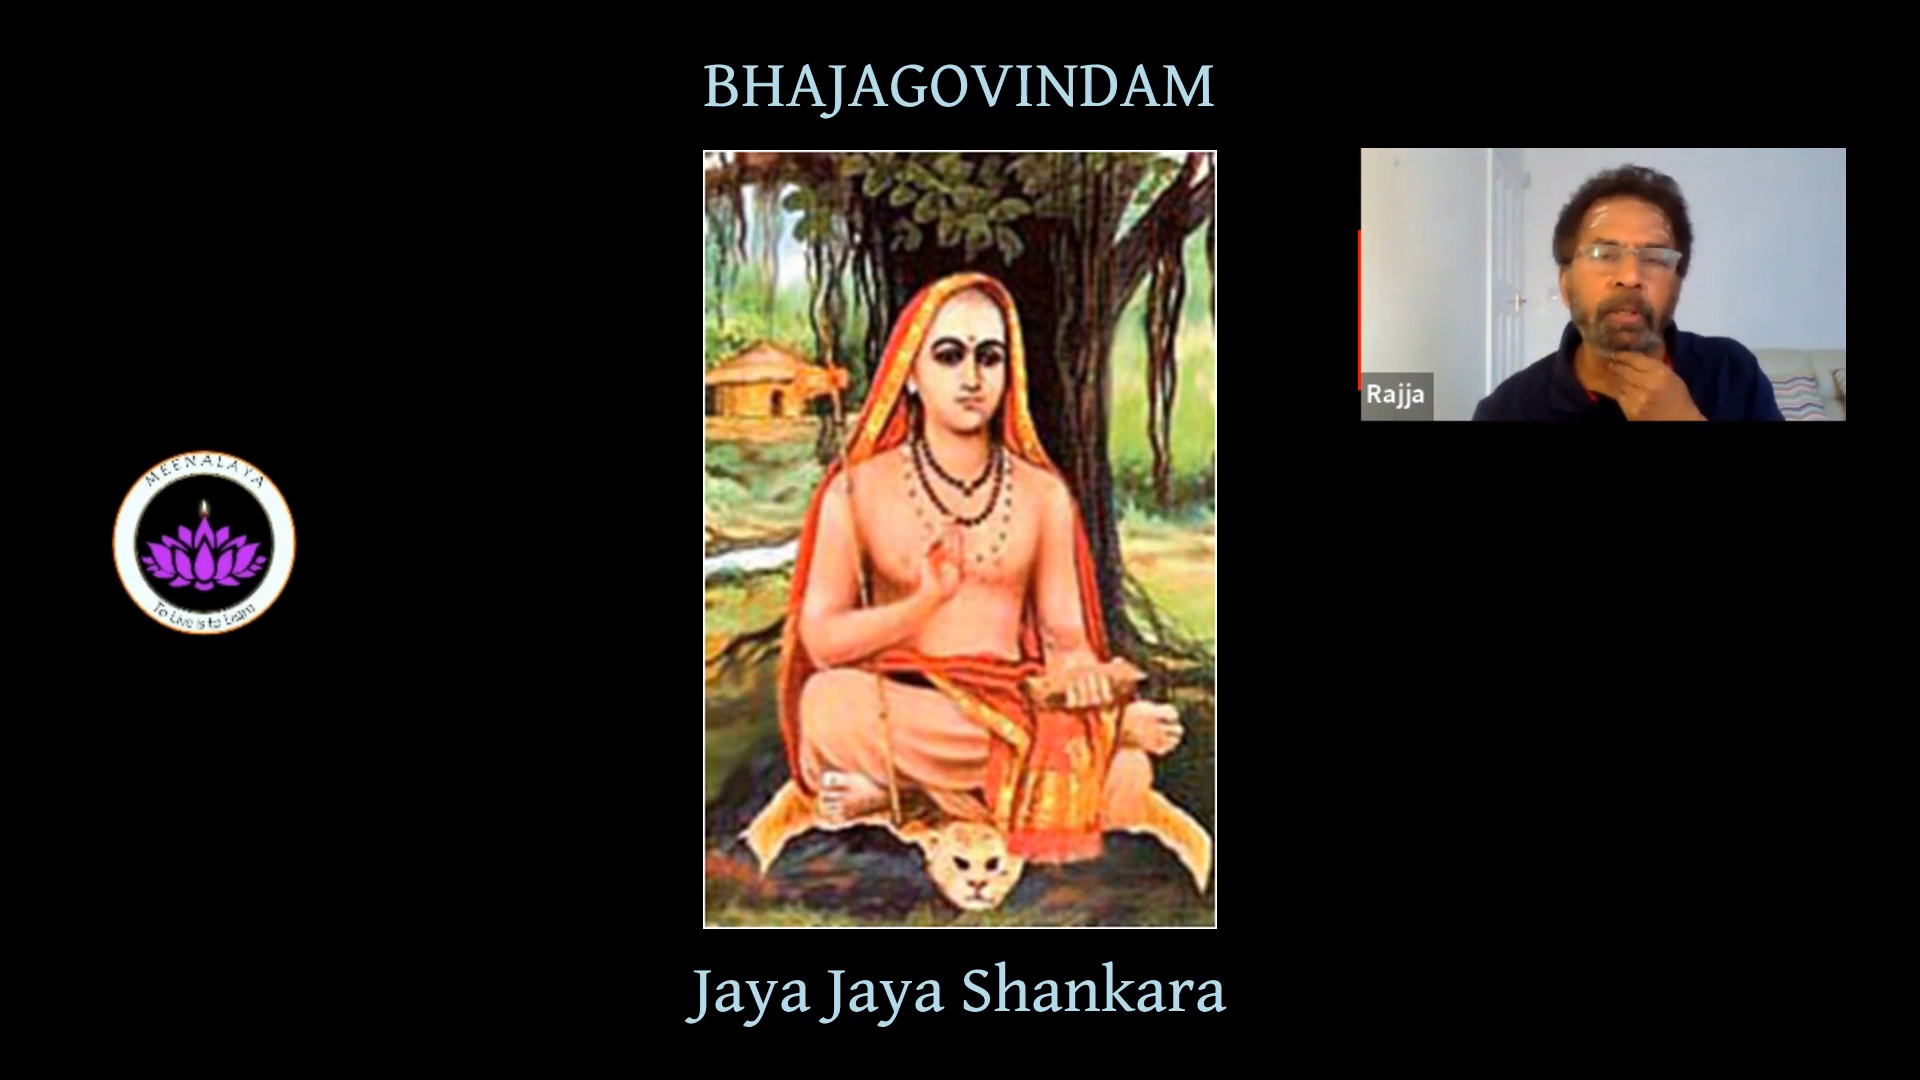 BHAJAGOVINDAM
Rajja
MEENALAYA
To Live is to Learn
Jaya Jaya Shankara